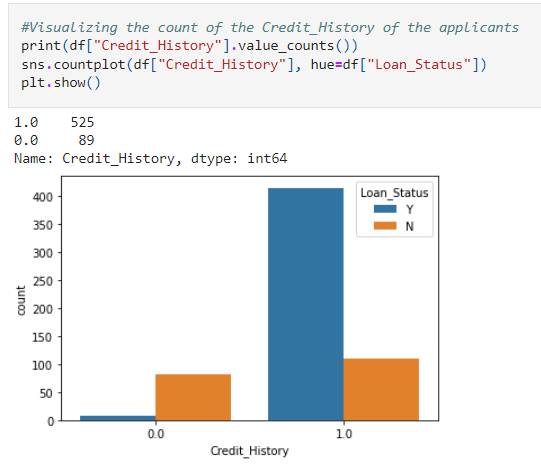 #Visualizing the count of the Credit_History of the applicants
print(df["Credit_History"].value_counts())
sns.countplot(df["Credit_History"], hue=df["Loan_Status"])
plt.show()
1.0    525
0.0     89
Name: Credit_History, dtype: int64
Loan_Status
Y
N
400
350
300
250
200
150
100
50
0
count
0.0
1.0
Credit_History